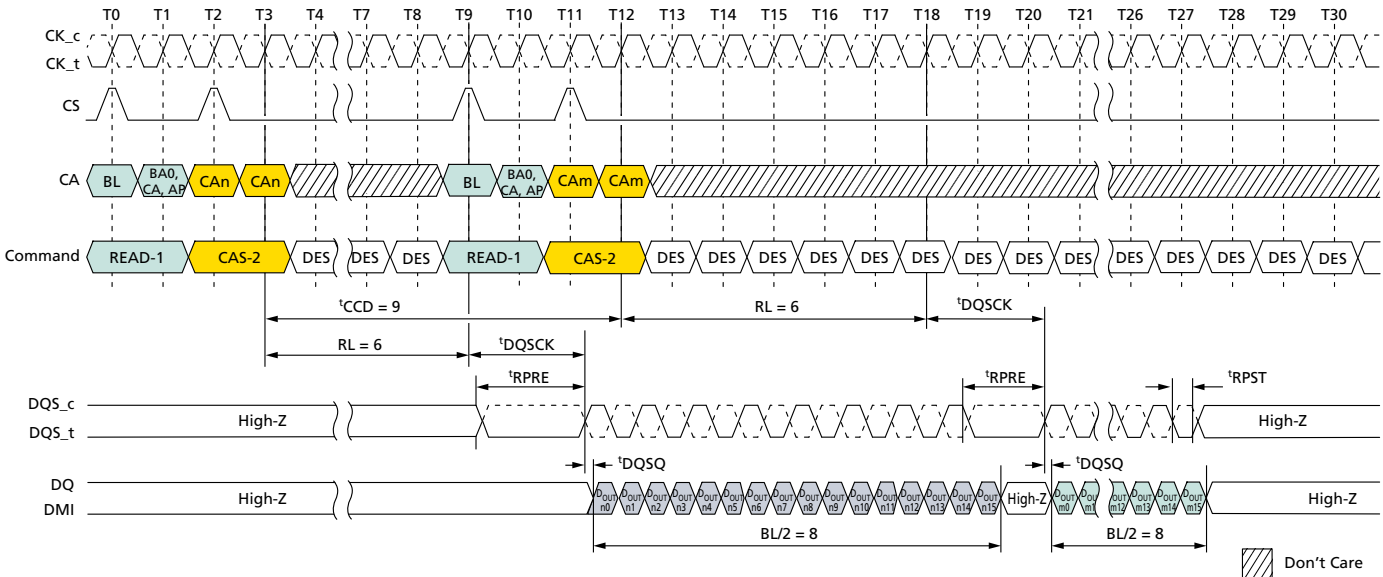 T0 T1 T2 T3 T4 T7 T8 T9 T10 T11 T12 T13 T14 T15 T16 T17 T18 T19 T20 T21 T26 T27 T28 T29 T30
CK_c
CK_t
CS
CA BL BA0, CA, AP CAn CAn BL BA0, CA, AP CAm CAm
Command READ-1 CAS-2 DES DES DES READ-1 CAS-2 DES DES DES DES DES DES DES DES DES DES DES DES DES DES
tCCD = 9 RL = 6 tDQSCK
RL = 6 tDQSCK
tRPRE tRPRE tRPST
DQS_c
DQS_t
High-Z High-Z
tDQSQ tDQSQ
DQ
DMI
High-Z DOUT n0 DOUT n1 DOUT n2 DOUT n3 DOUT n4 DOUT n5 DOUT n6 DOUT n7 DOUT n8 DOUT n9 DOUT n10 DOUT n11 DOUT n12 DOUT n13 DOUT n14 DOUT n15 High-Z DOUT m0 DOUT m1 DOUT m12 DOUT m13 DOUT m14 DOUT m15 High-Z
BL/2 = 8 BL/2 = 8
Don't Care